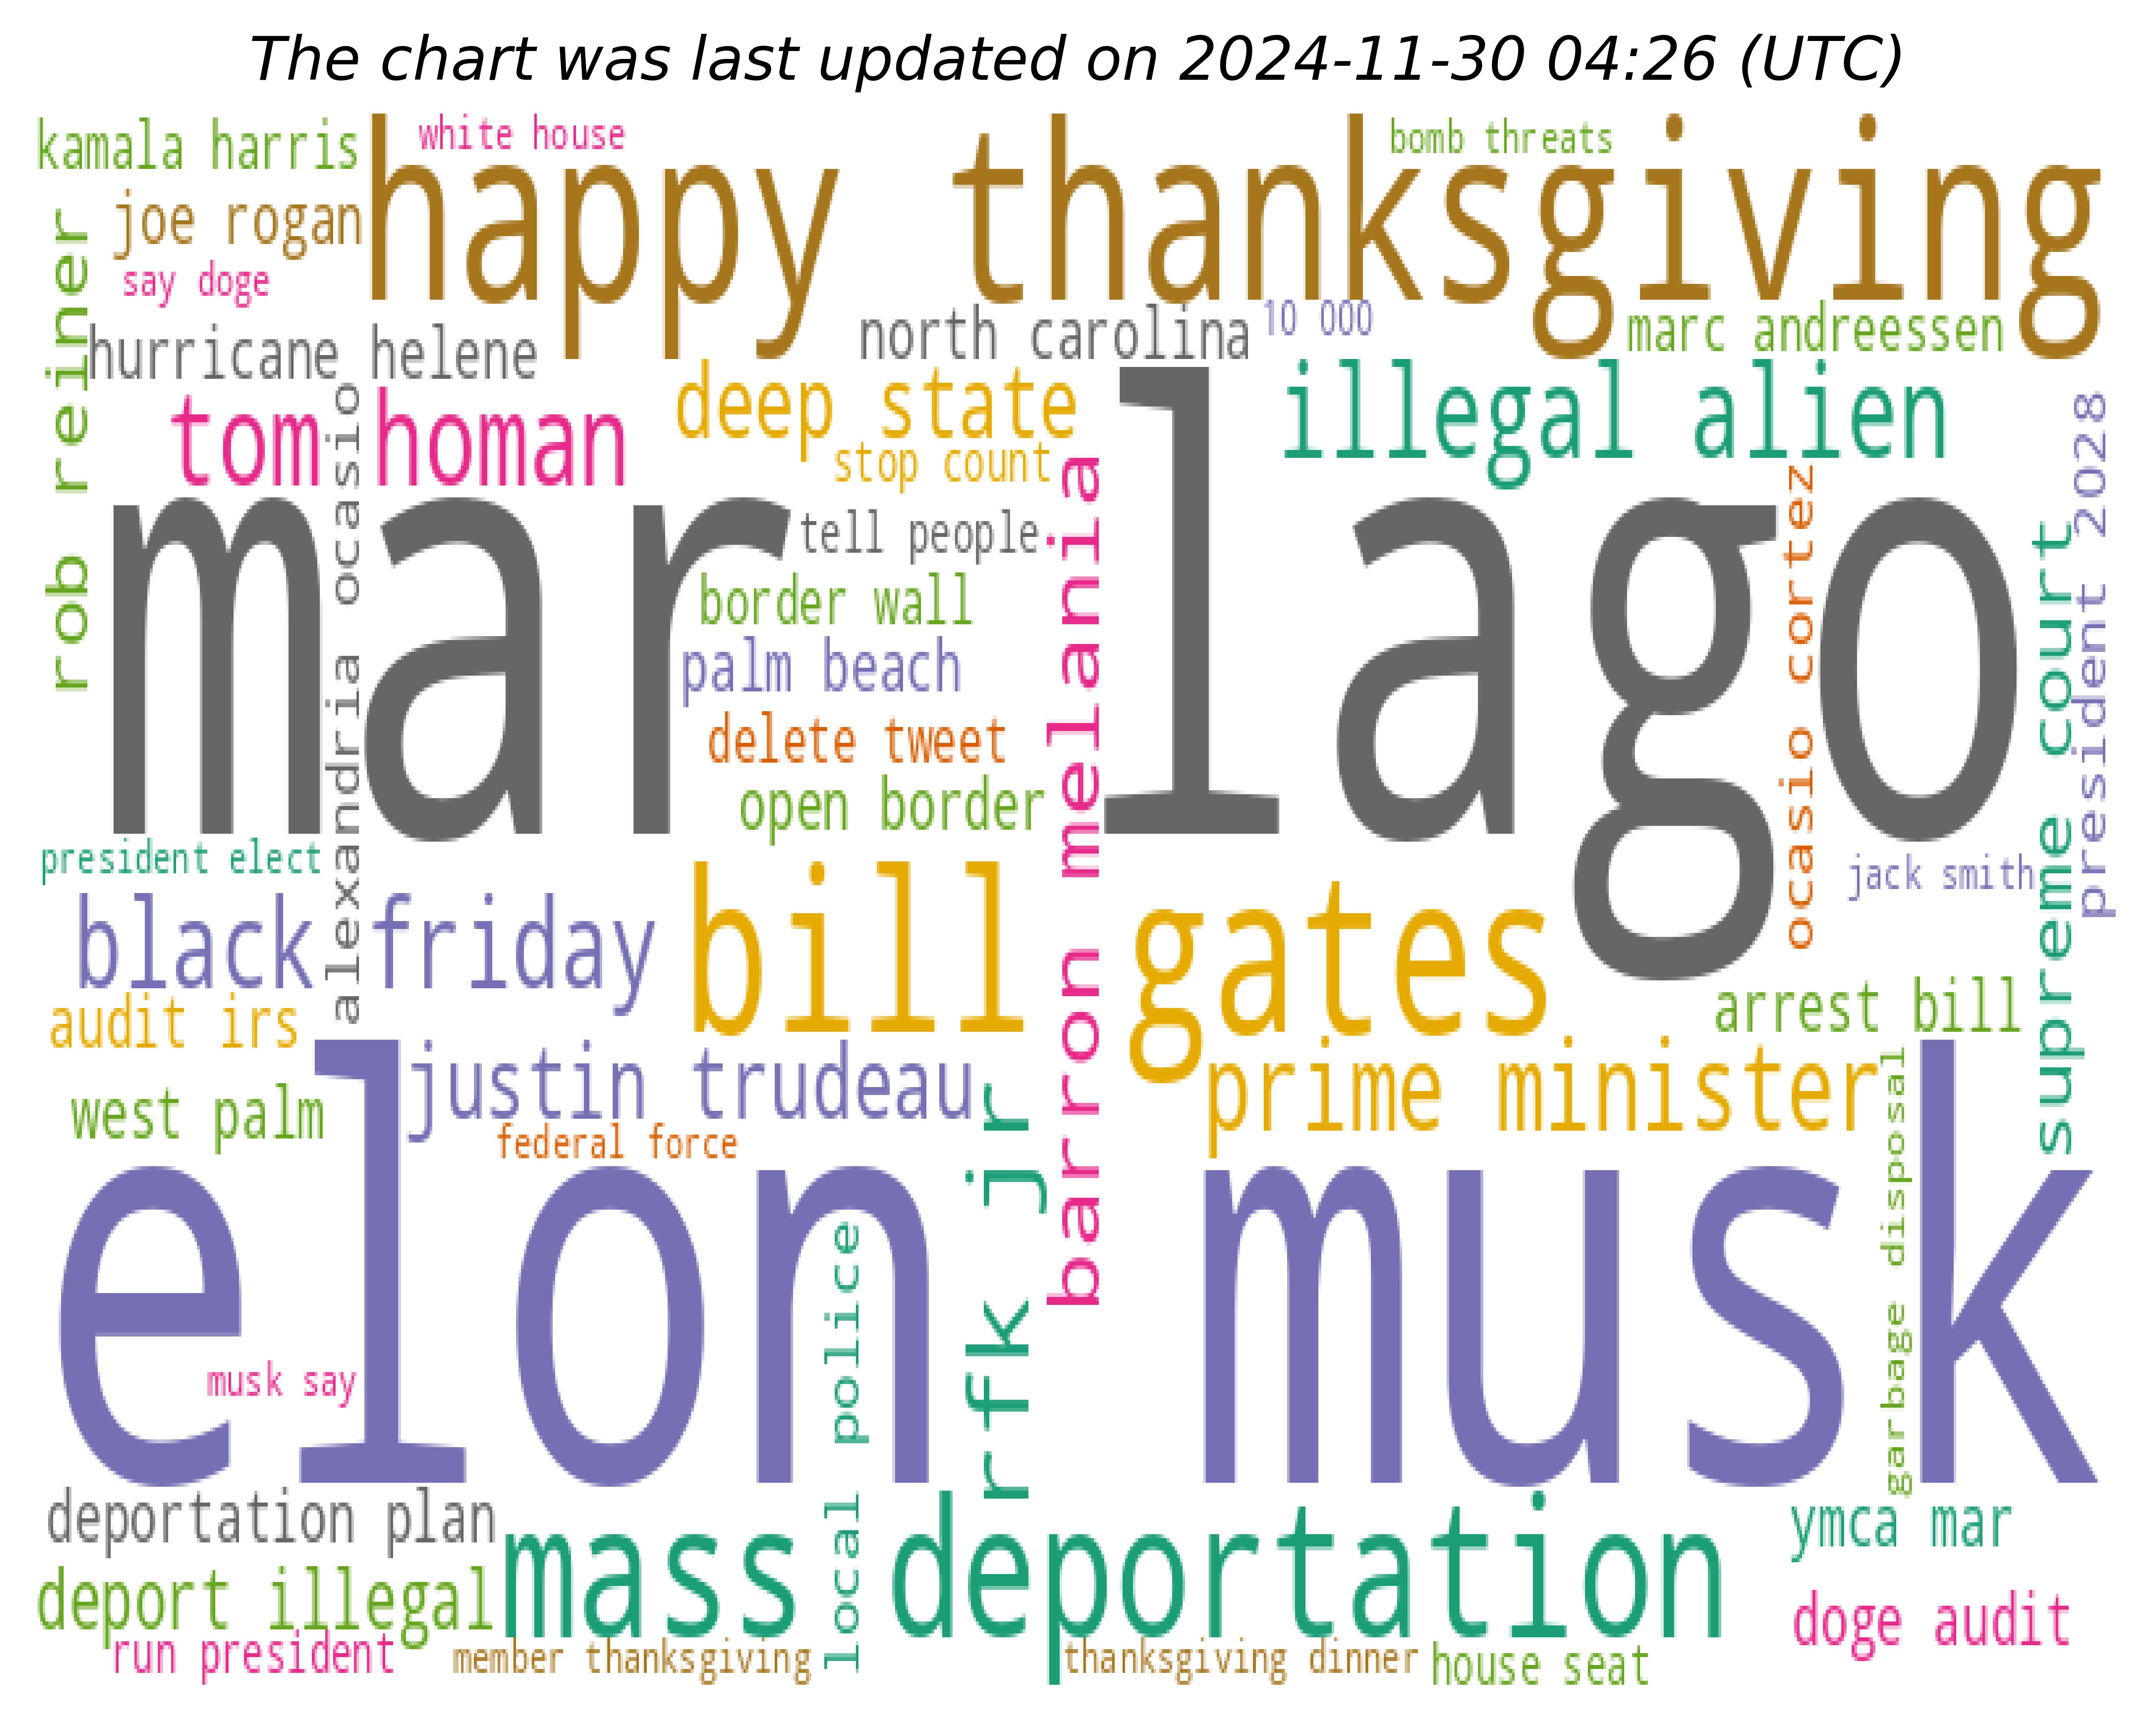 The chart was last updated on 2024-11-30 04:26 (UTC)
kamala harris
white house
bomb threats
happy thanksgiving
joe rogan
say doge
rob reiner
hurricane helene
north carolina
10 000
marc andreessen
tom homan
deep state
illegal alien
stop count
alexandria ocasio
mar lago
tell people
border wall
palm beach
delete tweet
open border
barron melania
ocasio cortez
supreme court
president 2028
president elect
jack smith
black friday
bill gates
audit irs
arrest bill
justin trudeau
prime minister
west palm
federal force
rfk jr
elon musk
garbage disposal
musk say
local police
deportation plan
mass deportation
ymca mar
deport illegal
doge audit
run president
member thanksgiving
thanksgiving dinner
house seat